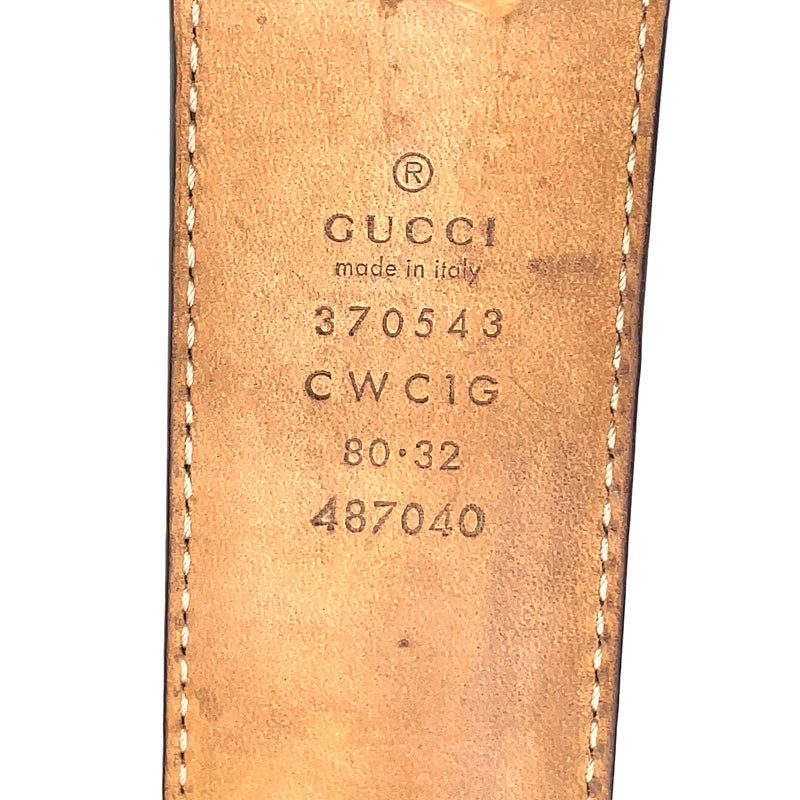 ®
GUCCI
made in italy
370543
CWC1G
80·32
487040